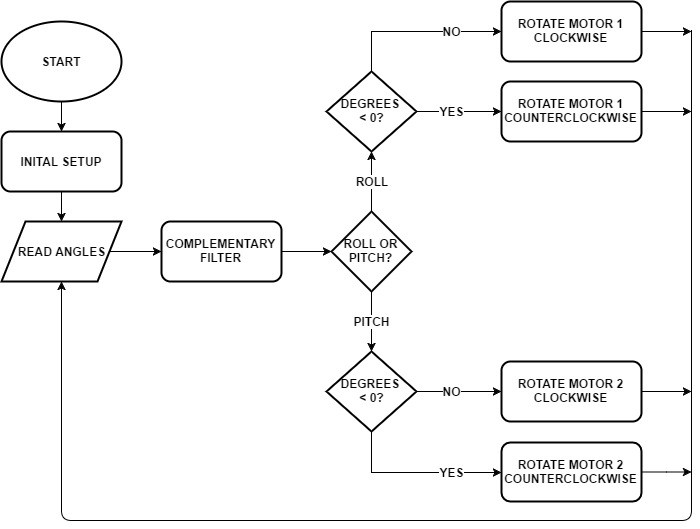 START
INITAL SETUP
READ ANGLES
COMPLEMENTARY
FILTER
ROLL OR
PITCH?
ROLL
DEGREES
< 0?
NO
ROTATE MOTOR 1
CLOCKWISE
YES
ROTATE MOTOR 1
COUNTERCLOCKWISE
PITCH
DEGREES
< 0?
NO
ROTATE MOTOR 2
CLOCKWISE
YES
ROTATE MOTOR 2
COUNTERCLOCKWISE